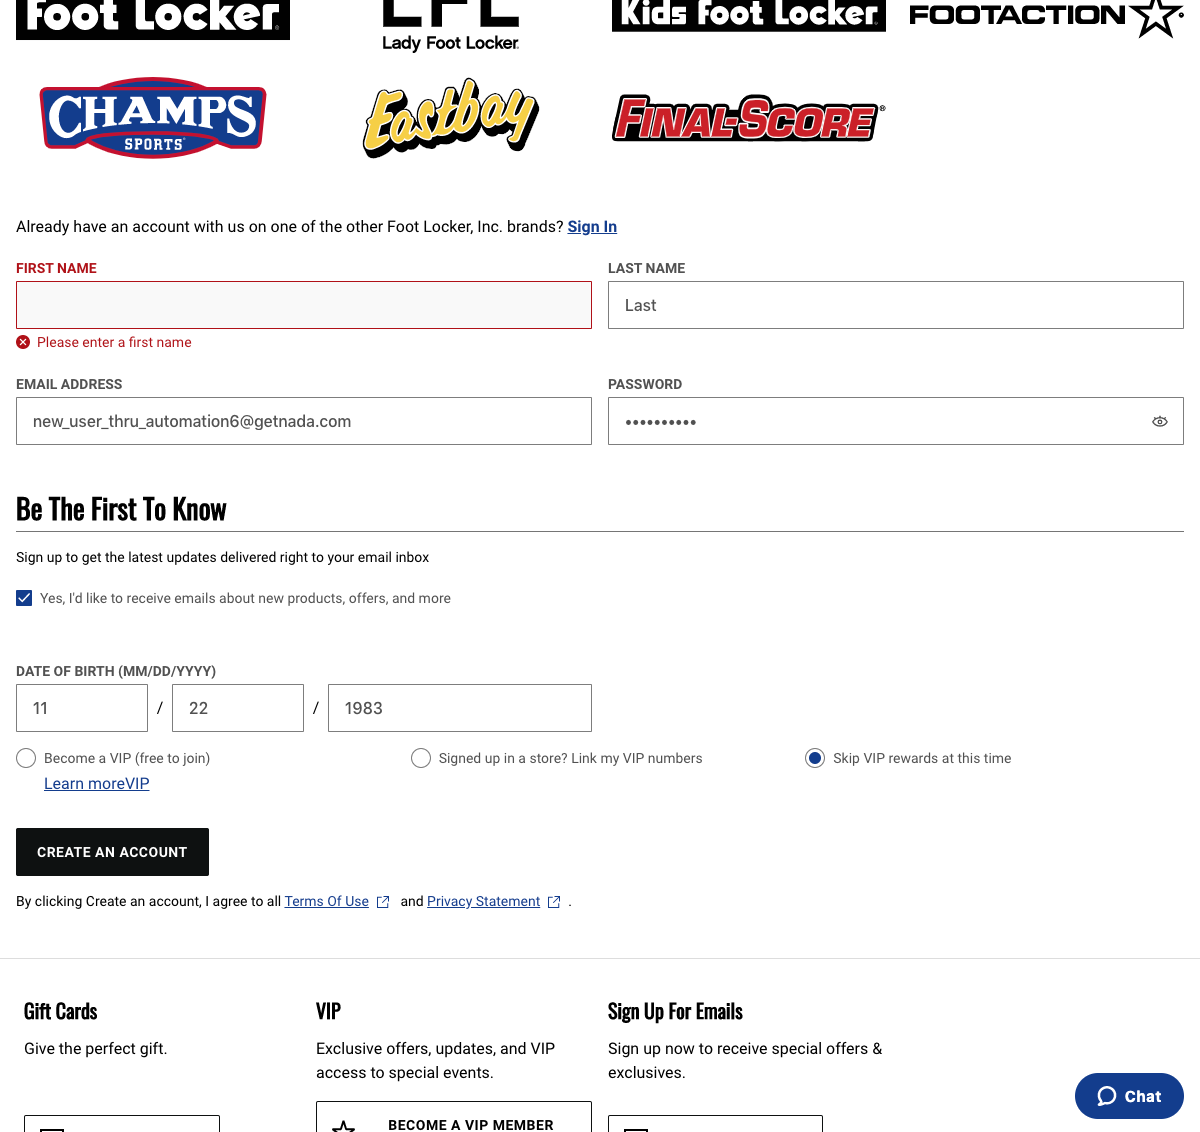 Foot Locker
LFL
Lady Foot Locker
Kids Foot Locker
FOOTACTION
CHAMPS
SPORTS
Eastbay
FINAL-SCORE
Already have an account with us on one of the other Foot Locker, Inc. brands? Sign In
FIRST NAME
LAST NAME
Last
Please enter a first name
EMAIL ADDRESS
PASSWORD
new_user_thru_automation6@getnada.com
••••••••••
Be The First To Know
Sign up to get the latest updates delivered right to your email inbox
Yes, I'd like to receive emails about new products, offers, and more
DATE OF BIRTH (MM/DD/YYYY)
11 / 22 / 1983
Become a VIP (free to join)
Signed up in a store? Link my VIP numbers
Skip VIP rewards at this time
Learn moreVIP
CREATE AN ACCOUNT
By clicking Create an account, I agree to all Terms Of Use and Privacy Statement .
Gift Cards
VIP
Sign Up For Emails
Give the perfect gift.
Exclusive offers, updates, and VIP
access to special events.
Sign up now to receive special offers &
exclusives.
Chat
BECOME A VIP MEMBER